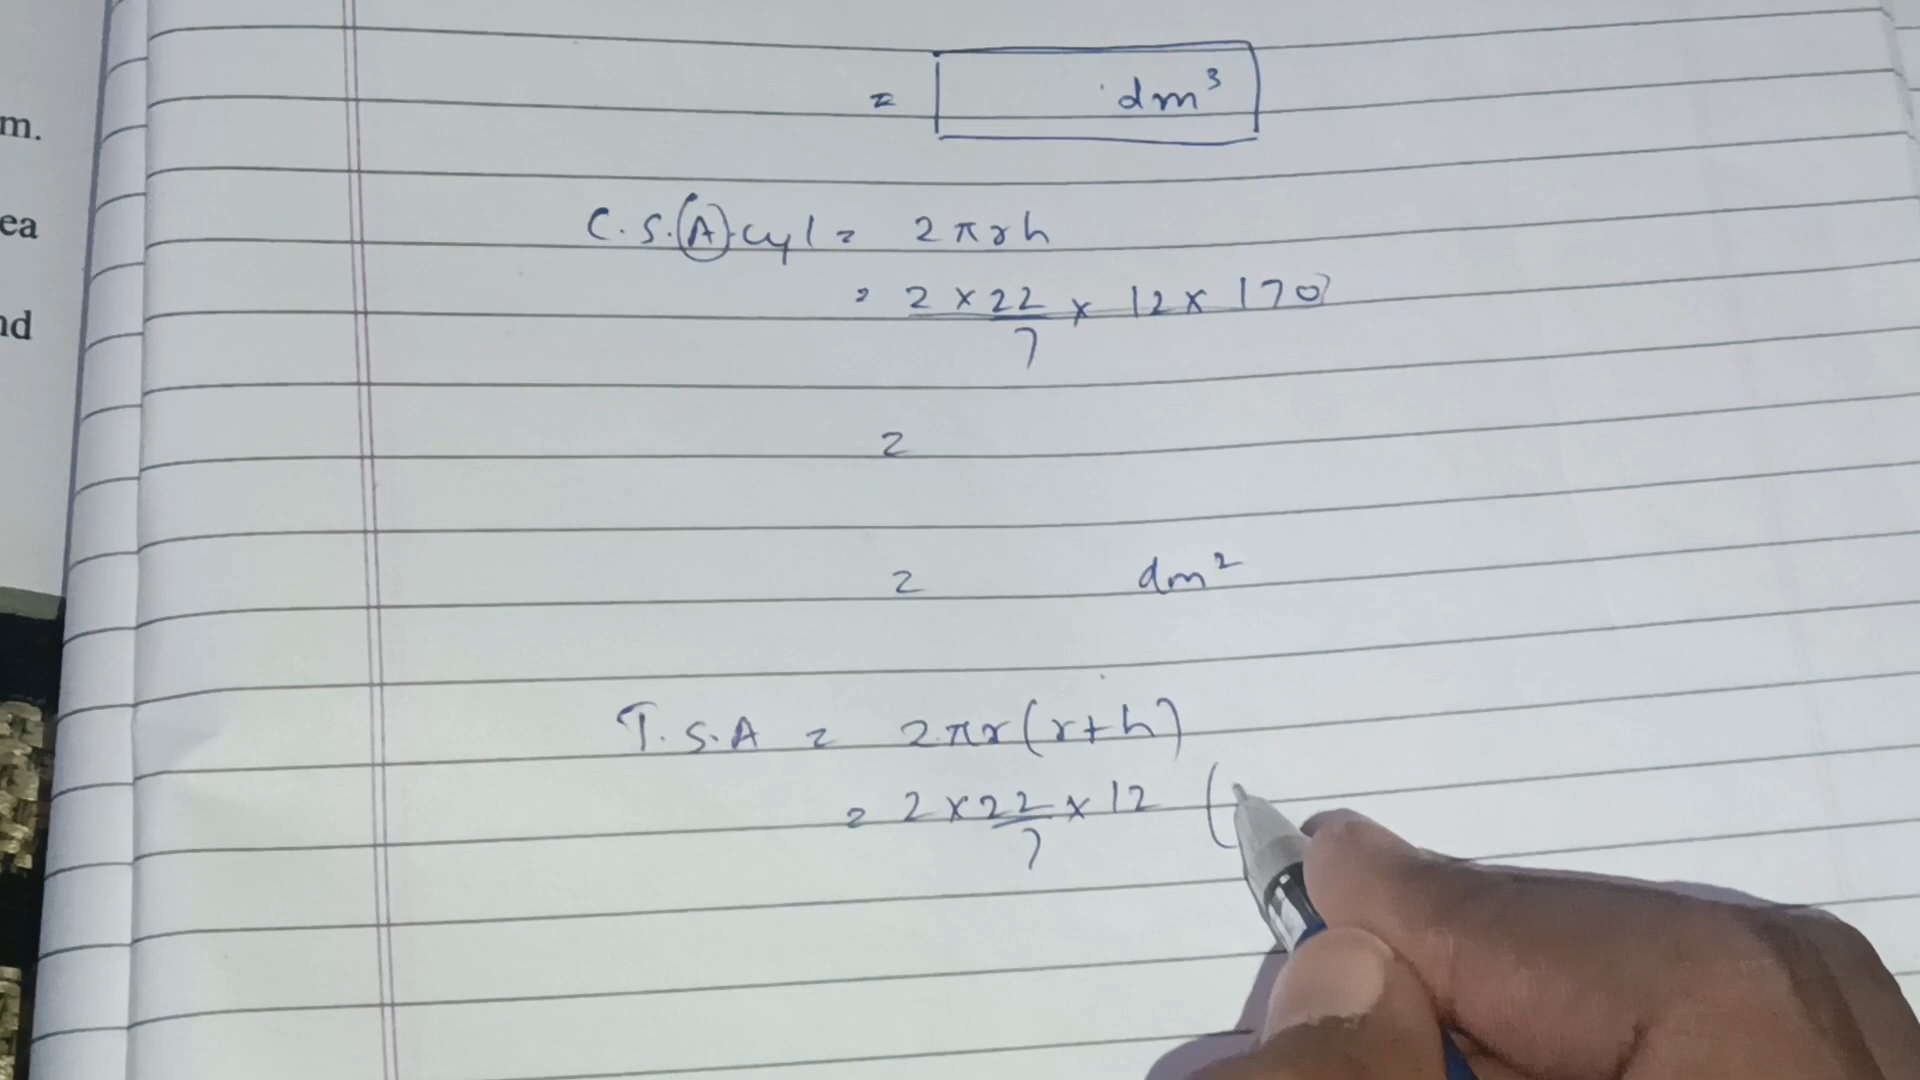 m.
ea
nd
= dm³
C.S.(A).cyl = 2πrh
= 2 × 22/7 × 12 × 170
=
= dm²
T.S.A = 2πr(r+h)
= 2 × 22/7 × 12 (